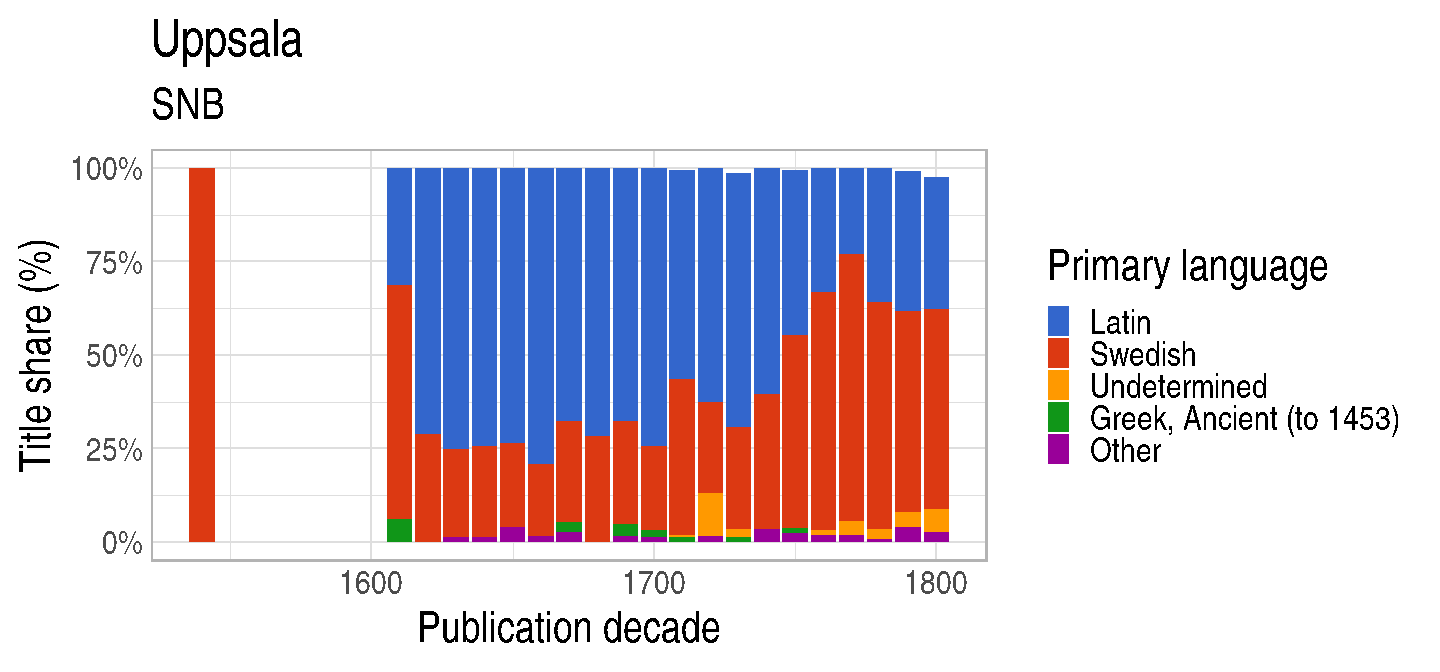 Uppsala
SNB
100%
75%
50%
25%
0%
Title share (%)
1600 1700 1800
Publication decade
Primary language
Latin
Swedish
Undetermined
Greek, Ancient (to 1453)
Other